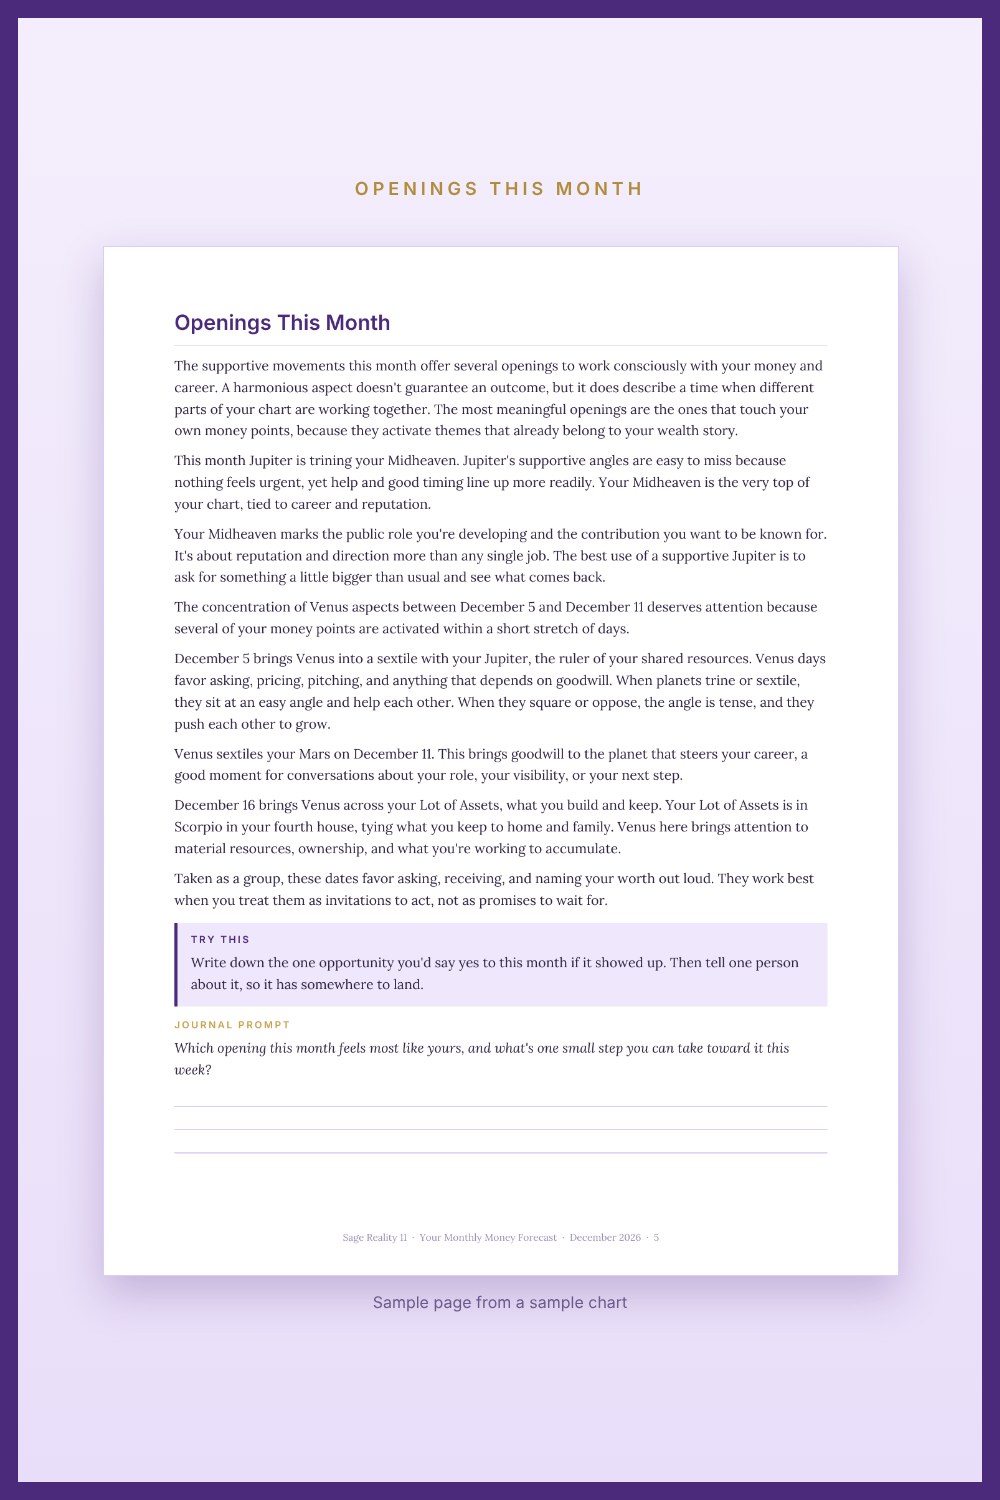 OPENINGS THIS MONTH
Openings This Month
The supportive movements this month offer several openings to work consciously with your money and
career. A harmonious aspect doesn't guarantee an outcome, but it does describe a time when different
parts of your chart are working together. The most meaningful openings are the ones that touch your
own money points, because they activate themes that already belong to your wealth story.
This month Jupiter is trining your Midheaven. Jupiter's supportive angles are easy to miss because
nothing feels urgent, yet help and good timing line up more readily. Your Midheaven is the very top of
your chart, tied to career and reputation.
Your Midheaven marks the public role you're developing and the contribution you want to be known for.
It's about reputation and direction more than any single job. The best use of a supportive Jupiter is to
ask for something a little bigger than usual and see what comes back.
The concentration of Venus aspects between December 5 and December 11 deserves attention because
several of your money points are activated within a short stretch of days.
December 5 brings Venus into a sextile with your Jupiter, the ruler of your shared resources. Venus days
favor asking, pricing, pitching, and anything that depends on goodwill. When planets trine or sextile,
they sit at an easy angle and help each other. When they square or oppose, the angle is tense, and they
push each other to grow.
Venus sextiles your Mars on December 11. This brings goodwill to the planet that steers your career, a
good moment for conversations about your role, your visibility, or your next step.
December 16 brings Venus across your Lot of Assets, what you build and keep. Your Lot of Assets is in
Scorpio in your fourth house, tying what you keep to home and family. Venus here brings attention to
material resources, ownership, and what you're working to accumulate.
Taken as a group, these dates favor asking, receiving, and naming your worth out loud. They work best
when you treat them as invitations to act, not as promises to wait for.
TRY THIS
Write down the one opportunity you'd say yes to this month if it showed up. Then tell one person
about it, so it has somewhere to land.
JOURNAL PROMPT
Which opening this month feels most like yours, and what's one small step you can take toward it this
week?
Sage Reality 11 · Your Monthly Money Forecast · December 2026 · 5
Sample page from a sample chart